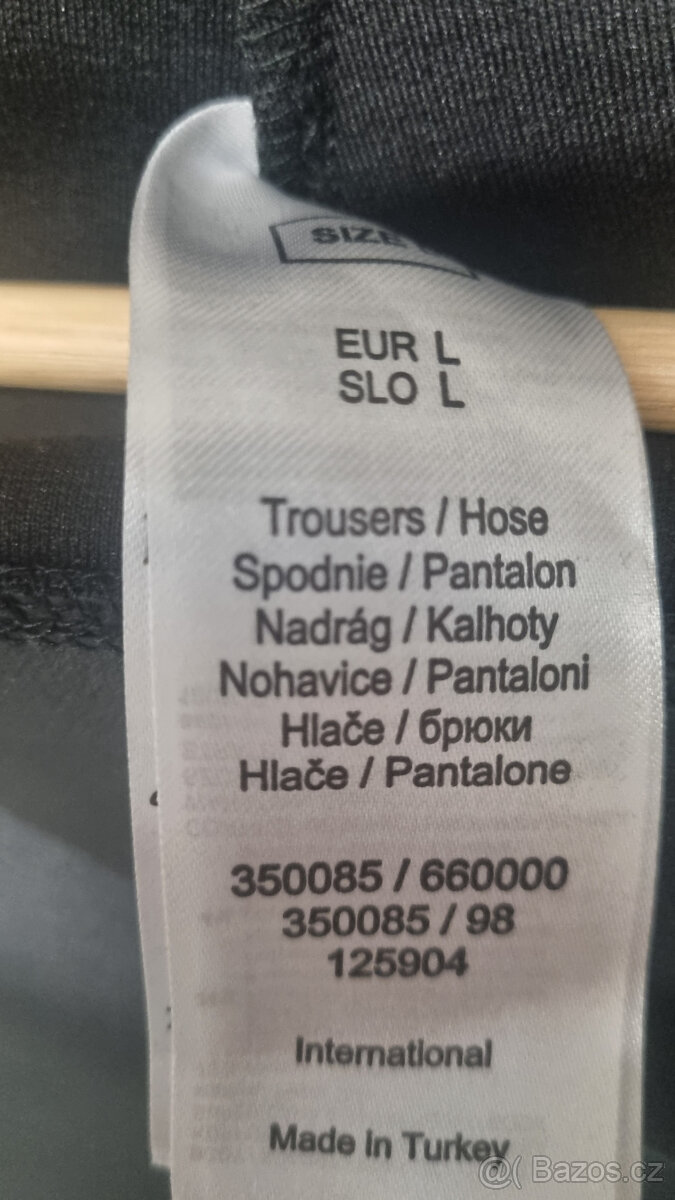 SIZE
EUR L
SLO L
Trousers / Hose
Spodnie / Pantalon
Nadrág / Kalhoty
Nohavice / Pantaloni
Hlače / брюки
Hlače / Pantalone
350085 / 660000
350085 / 98
125904
International
Made in Turkey
@( Bazos.cz